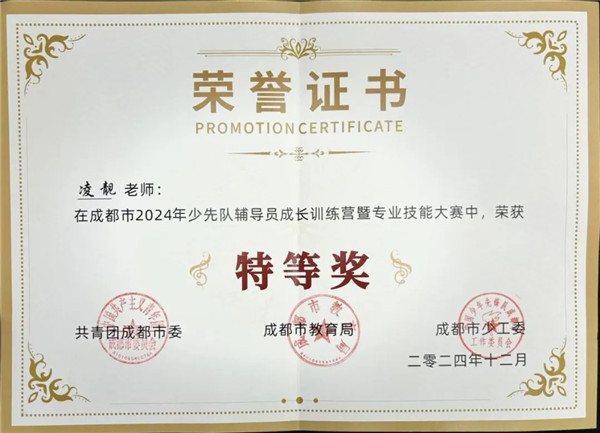 荣誉证书
PROMOTIONCERTIFICATE
凌靓 老师：
在成都市2024年少先队辅导员成长训练营暨专业技能大赛中，荣获
特等奖
共青团成都市委 成都市教育局 成都市少工委
二零二四年十二月